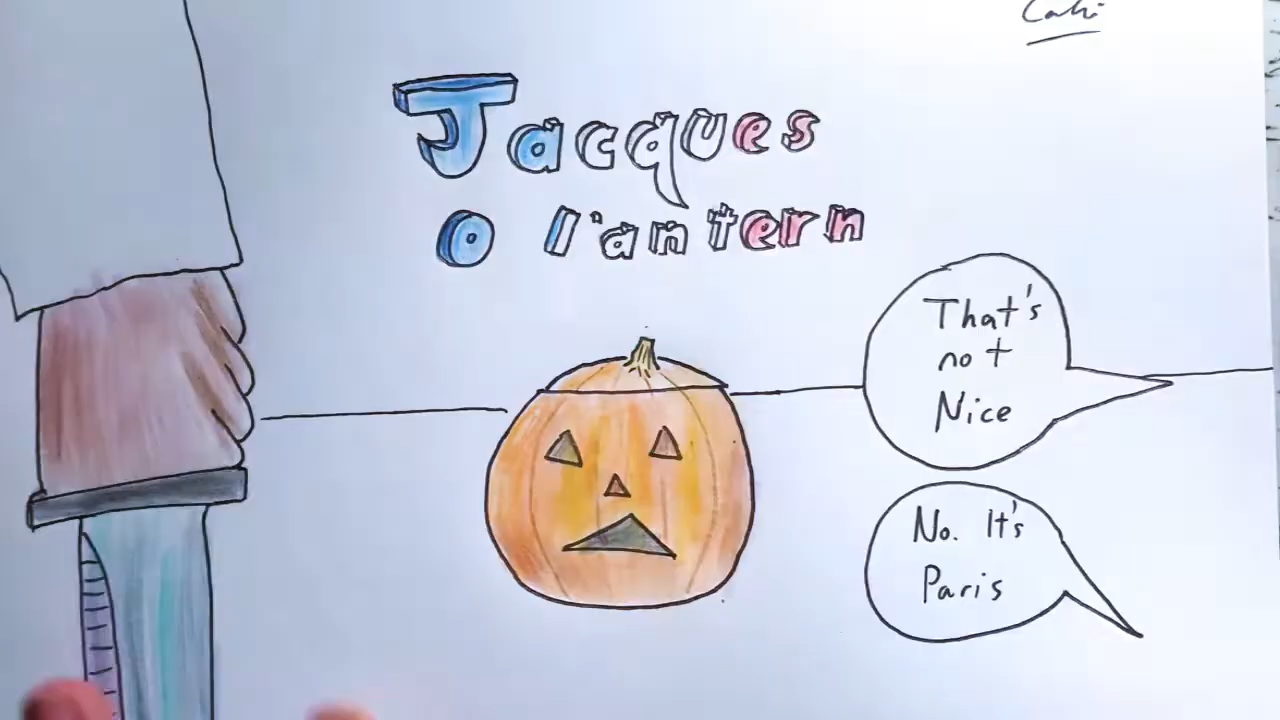 Jacques
O l'antern
That's
not
Nice
No. It's
Paris